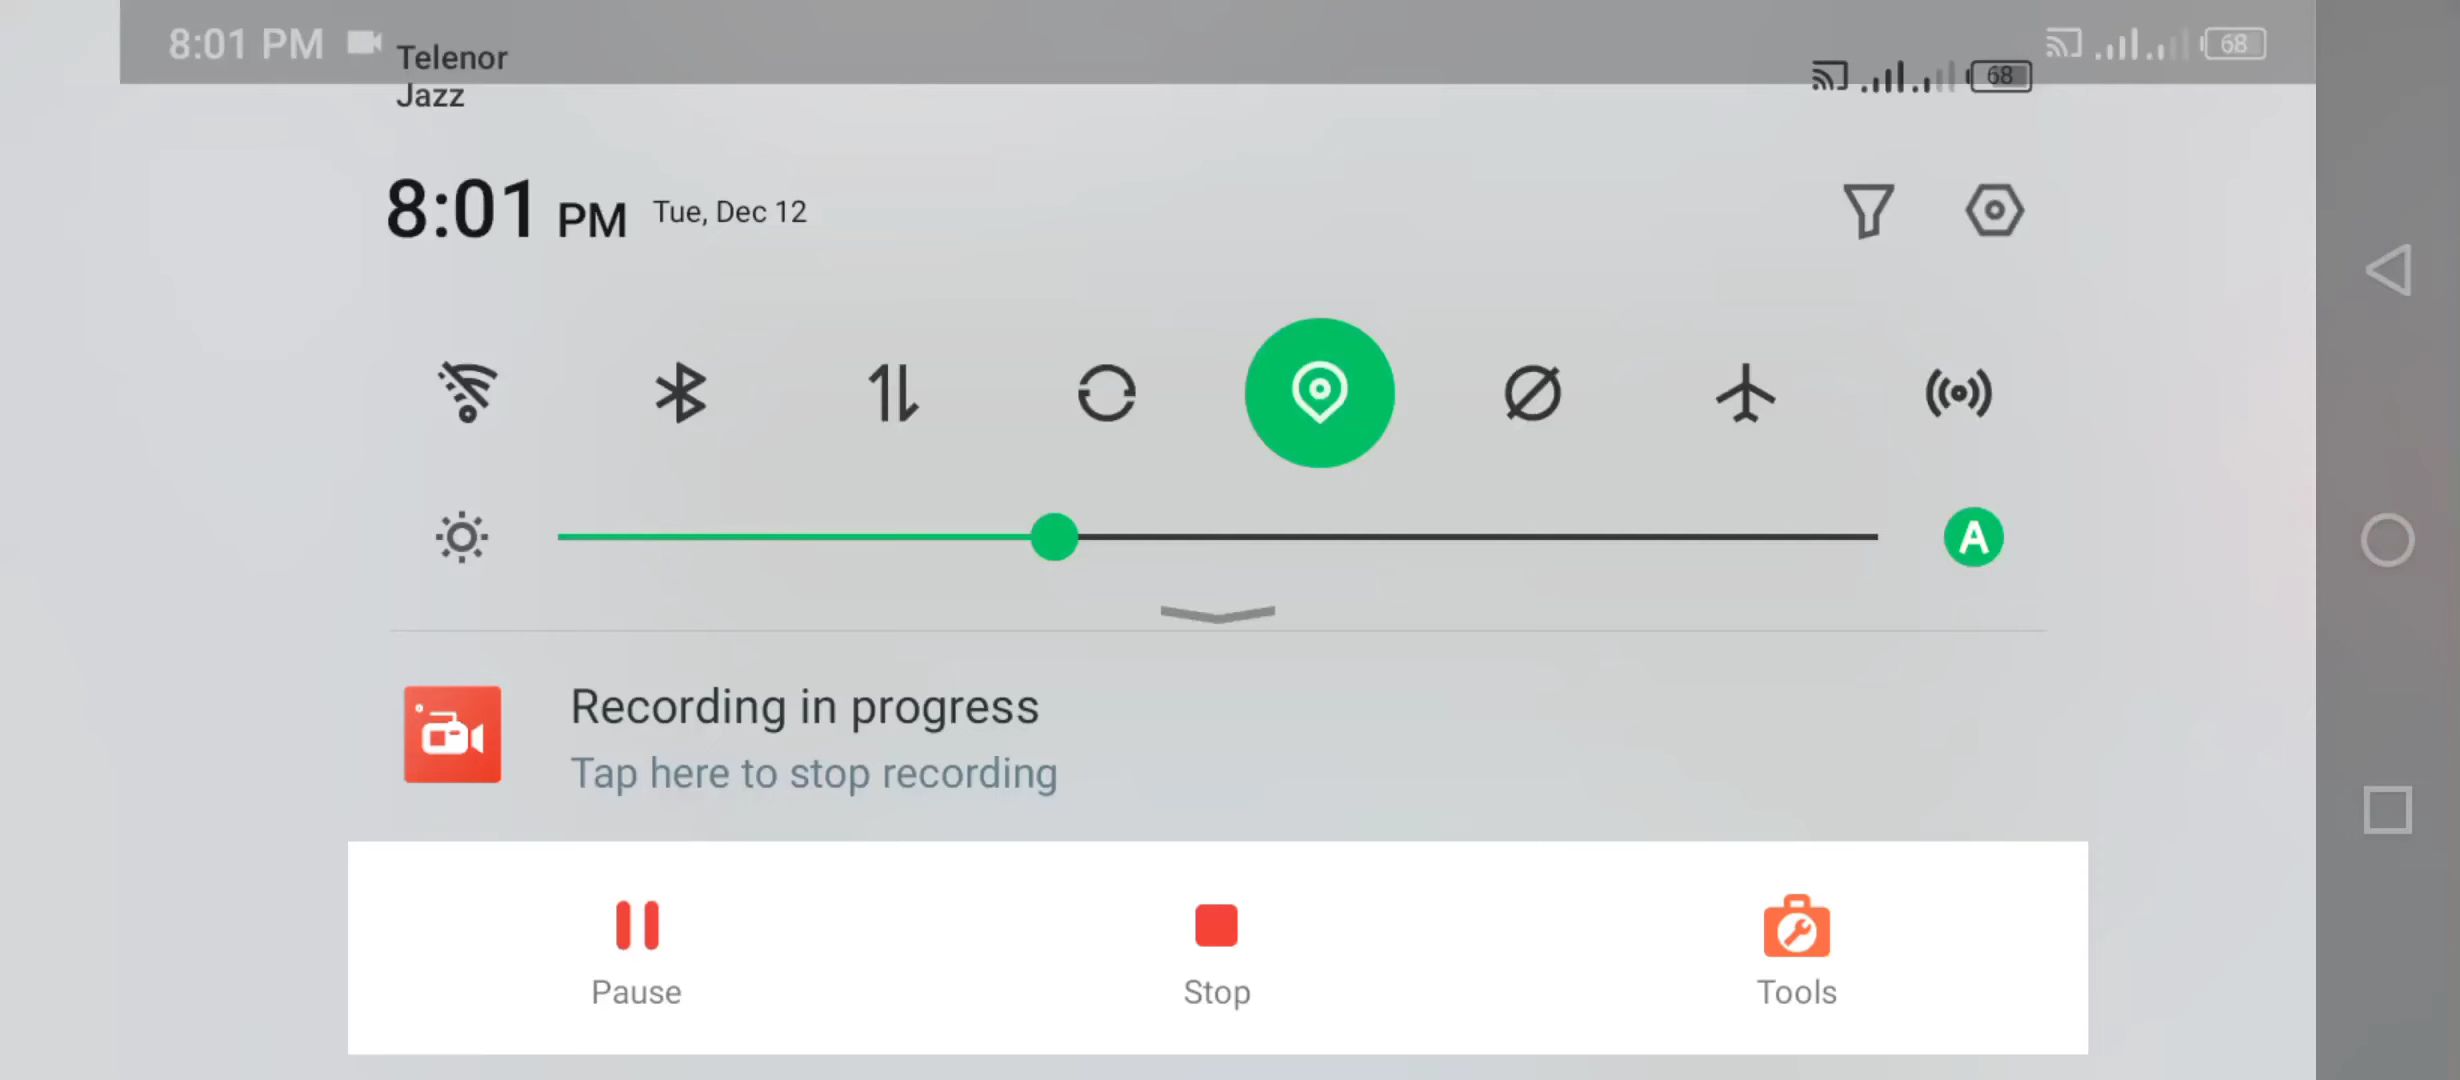 8:01 PM
68
Telenor
Jazz
68
8:01 PM Tue, Dec 12
A
Recording in progress
Tap here to stop recording
Pause
Stop
Tools